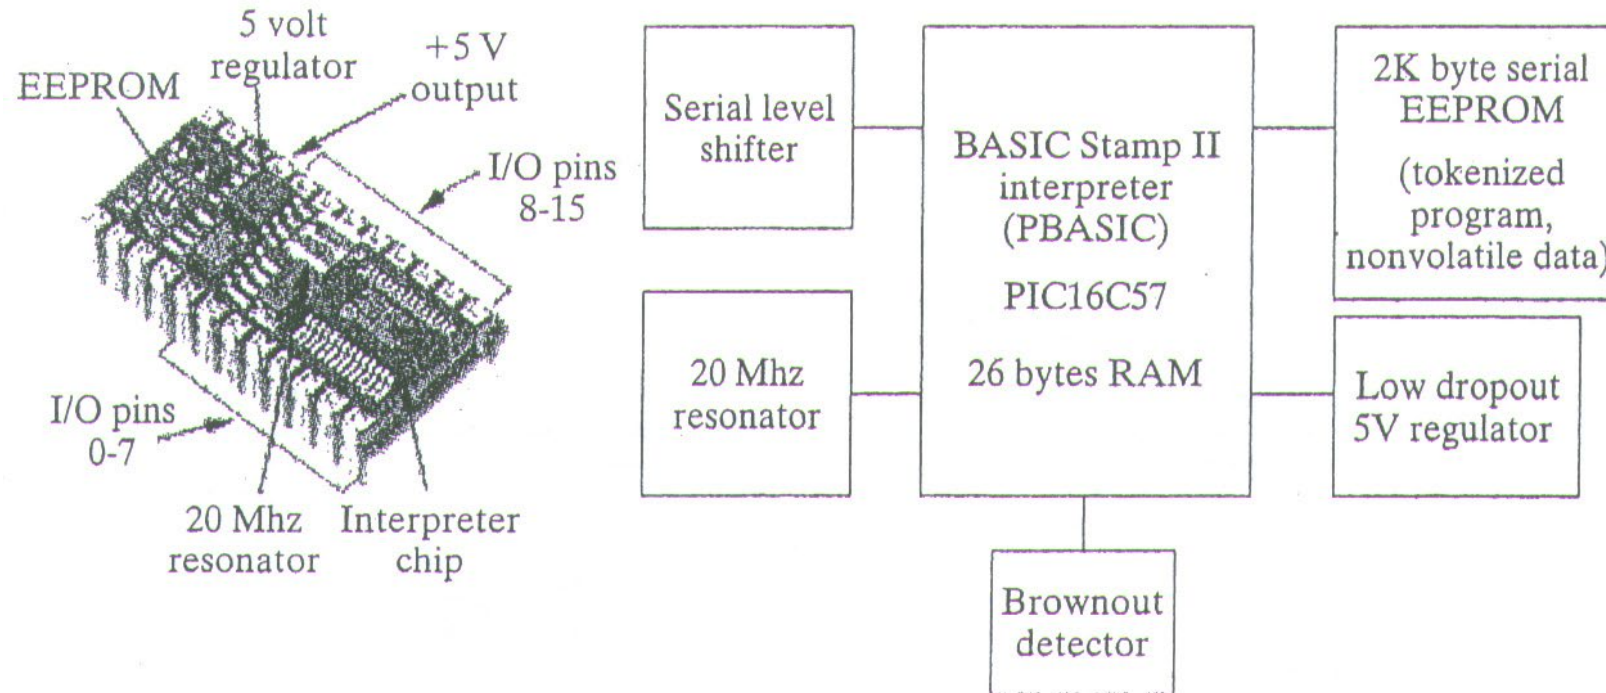 5 volt
regulator
+5 V
output
EEPROM
I/O pins
8-15
I/O pins
0-7
20 Mhz
resonator
Interpreter
chip
Serial level
shifter
20 Mhz
resonator
BASIC Stamp II
interpreter
(PBASIC)
PIC16C57
26 bytes RAM
2K byte serial
EEPROM
(tokenized
program,
nonvolatile data)
Low dropout
5V regulator
Brownout
detector